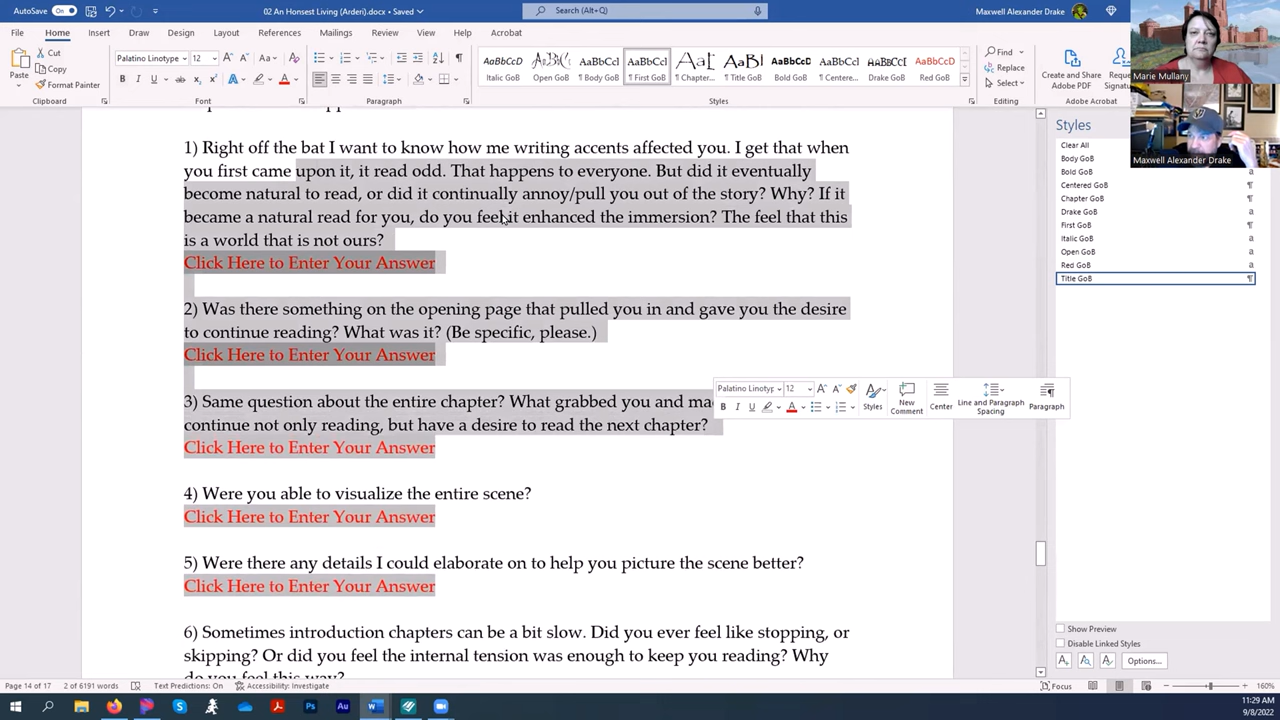 AutoSave On 02 An Honsest Living (Arderi).docx • Saved Search (Alt+Q) Maxwell Alexander Drake
File Home Insert Draw Design Layout References Mailings Review View Help Acrobat
Cut
Copy
Format Painter
Paste
Clipboard
Palatino Linotype 12
Font
Paragraph
AaBbCcL Italic GoB
Open GoB
AaBbCcI ¶ Body GoB
AaBbCcI ¶ First GoB
¶ Chapter...
¶ Title GoB
Bold GoB
¶ Centere...
Drake GoB
Red GoB
Styles
Find
Replace
Select
Editing
Create and Share
Adobe PDF
Reque
Signatu
Adobe Acrobat
Marie Mullany
Maxwell Alexander Drake
1) Right off the bat I want to know how me writing accents affected you. I get that when
you first came upon it, it read odd. That happens to everyone. But did it eventually
become natural to read, or did it continually annoy/pull you out of the story? Why? If it
became a natural read for you, do you feel it enhanced the immersion? The feel that this
is a world that is not ours?
Click Here to Enter Your Answer
2) Was there something on the opening page that pulled you in and gave you the desire
to continue reading? What was it? (Be specific, please.)
Click Here to Enter Your Answer
3) Same question about the entire chapter? What grabbed you and ma
continue not only reading, but have a desire to read the next chapter?
Click Here to Enter Your Answer
4) Were you able to visualize the entire scene?
Click Here to Enter Your Answer
5) Were there any details I could elaborate on to help you picture the scene better?
Click Here to Enter Your Answer
6) Sometimes introduction chapters can be a bit slow. Did you ever feel like stopping, or
skipping? Or did you feel the internal tension was enough to keep you reading? Why
do you feel this way?
Palatino Linotyp 12
Styles
New
Comment
Center
Line and Paragraph
Spacing
Paragraph
Styles
Clear All
Body GoB ¶
Bold GoB a
Centered GoB ¶
Chapter GoB ¶
Drake GoB a
First GoB ¶
Italic GoB a
Open GoB a
Red GoB a
Title GoB ¶
Show Preview
Disable Linked Styles
Options...
Page 14 of 17 2 of 6191 words Text Predictions: On Accessibility: Investigate Focus 160%
11:29 AM
9/8/2022